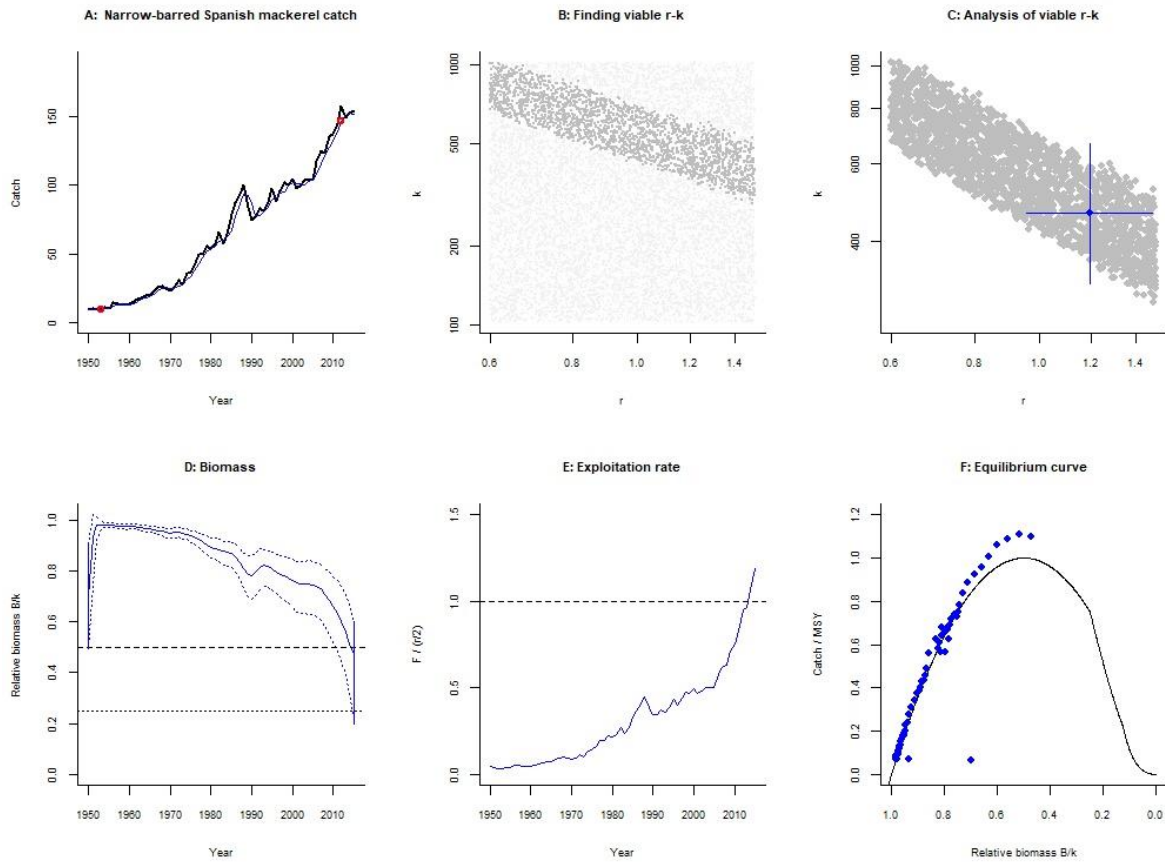 A: Narrow-barred Spanish mackerel catch
Catch
0
50
100
150
1950 1960 1970 1980 1990 2000 2010
Year
B: Finding viable r-k
k
100
200
500
1000
0.6 0.8 1.0 1.2 1.4
r
C: Analysis of viable r-k
k
400
600
800
1000
0.6 0.8 1.0 1.2 1.4
r
D: Biomass
Relative biomass B/k
0.0
0.2
0.4
0.6
0.8
1.0
1950 1960 1970 1980 1990 2000 2010
Year
E: Exploitation rate
F / (r/2)
0.0
0.5
1.0
1.5
1950 1960 1970 1980 1990 2000 2010
Year
F: Equilibrium curve
Catch / MSY
0.0
0.2
0.4
0.6
0.8
1.0
1.2
1.0 0.8 0.6 0.4 0.2 0.0
Relative biomass B/k